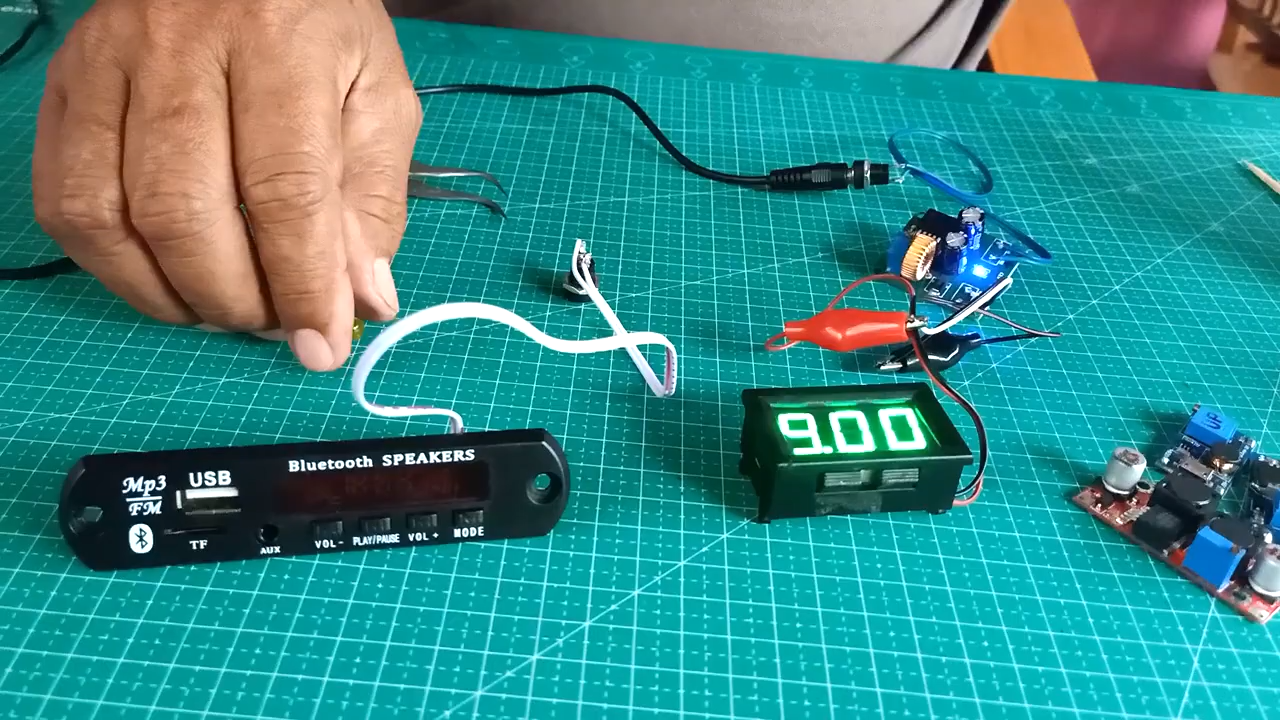 9.00
Bluetooth SPEAKERS
USB
Mp3
FM
TF
AUX
VOL-
PLAY/PAUSE
VOL+
MODE